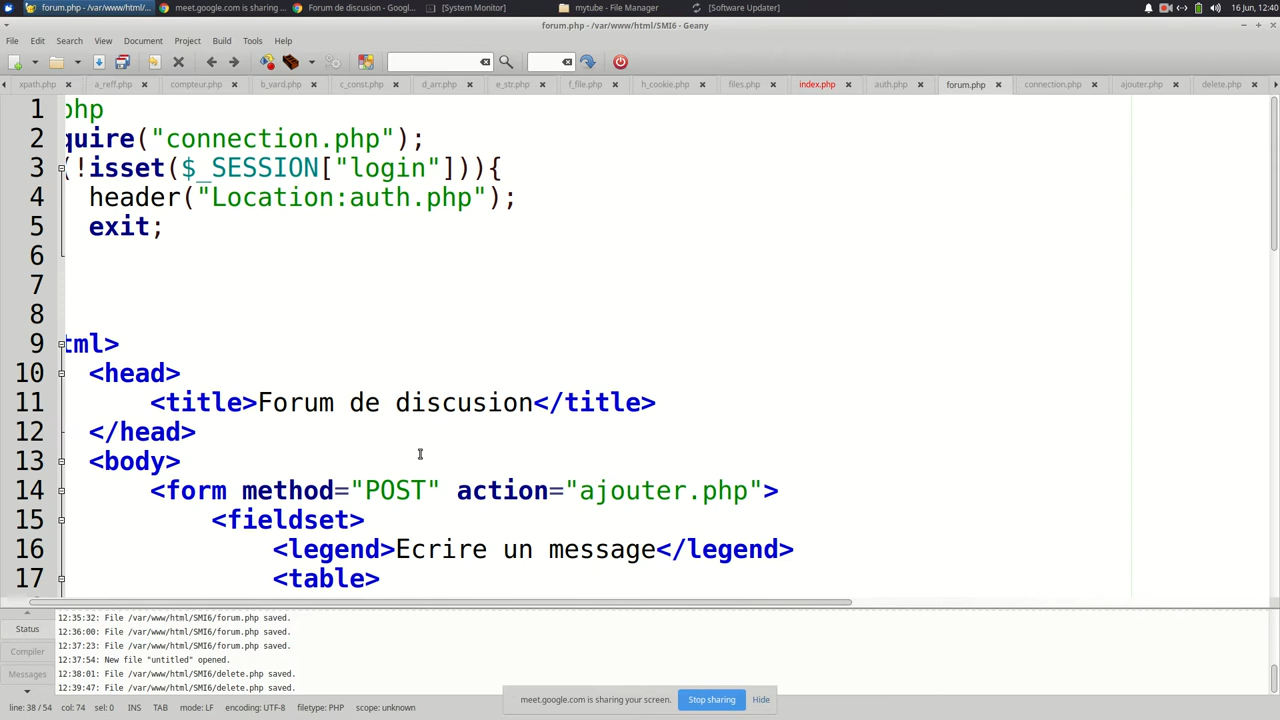 forum.php - /var/www/html/...
meet.google.com is sharing ...
Forum de discusion - Googl...
[System Monitor]
mytube - File Manager
[Software Updater]
16 Jun, 12:40
forum.php - /var/www/html/SMI6 - Geany
File Edit Search View Document Project Build Tools Help
xpath.php a_reff.php compteur.php b_vard.php c_const.php d_arr.php e_str.php f_file.php h_cookie.php files.php index.php auth.php forum.php connection.php ajouter.php delete.php
1 php
2 quire("connection.php");
3 (!isset($_SESSION["login"])){
4 header("Location:auth.php");
5 exit;
6
7
8
9 tml>
10 <head>
11 <title>Forum de discusion</title>
12 </head>
13 <body>
14 <form method="POST" action="ajouter.php">
15 <fieldset>
16 <legend>Ecrire un message</legend>
17 <table>
Status
Compiler
Messages
12:35:32: File /var/www/html/SMI6/forum.php saved.
12:36:00: File /var/www/html/SMI6/forum.php saved.
12:37:23: File /var/www/html/SMI6/forum.php saved.
12:37:54: New file "untitled" opened.
12:38:01: File /var/www/html/SMI6/delete.php saved.
12:39:47: File /var/www/html/SMI6/delete.php saved.
meet.google.com is sharing your screen. Stop sharing Hide
line: 38 / 54 col: 74 sel: 0 INS TAB mode: LF encoding: UTF-8 filetype: PHP scope: unknown